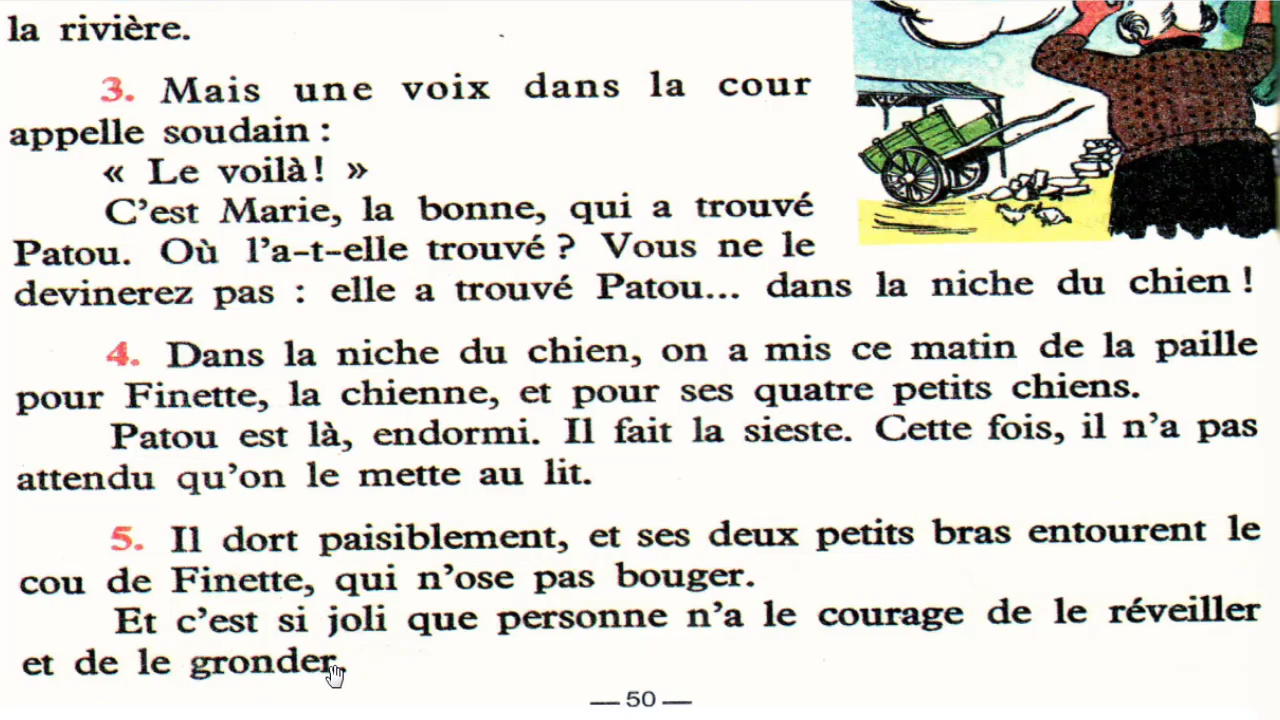 la rivière.
3. Mais une voix dans la cour
appelle soudain :
« Le voilà! »
C'est Marie, la bonne, qui a trouvé
Patou. Où l'a-t-elle trouvé ? Vous ne le
devinerez pas : elle a trouvé Patou... dans la niche du chien !
4. Dans la niche du chien, on a mis ce matin de la paille
pour Finette, la chienne, et pour ses quatre petits chiens.
Patou est là, endormi. Il fait la sieste. Cette fois, il n'a pas
attendu qu'on le mette au lit.
5. Il dort paisiblement, et ses deux petits bras entourent le
cou de Finette, qui n'ose pas bouger.
Et c'est si joli que personne n'a le courage de le réveiller
et de le gronder.
— 50 —